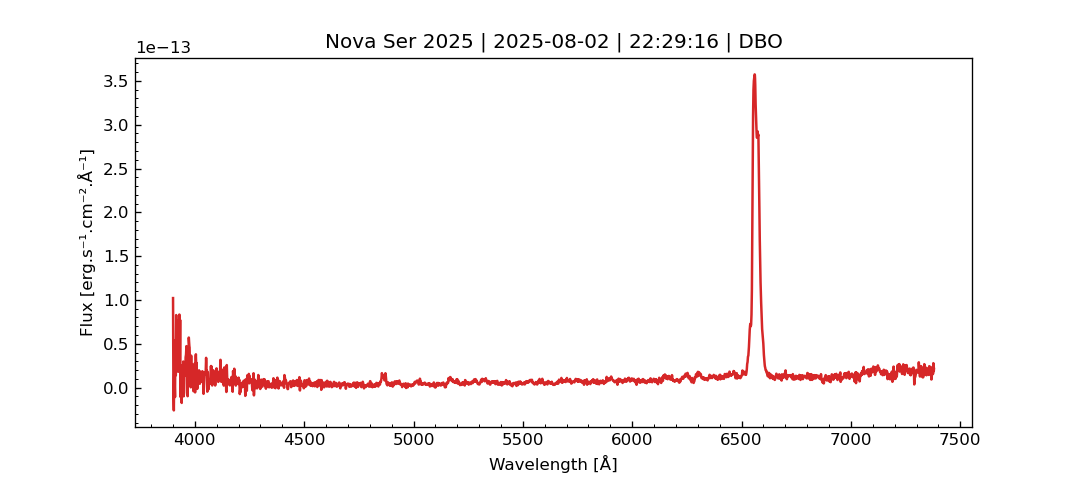 Nova Ser 2025 | 2025-08-02 | 22:29:16 | DBO
1e−13
3.5
3.0
2.5
2.0
1.5
1.0
0.5
0.0
Flux [erg.s⁻¹.cm⁻².Å⁻¹]
4000 4500 5000 5500 6000 6500 7000 7500
Wavelength [Å]